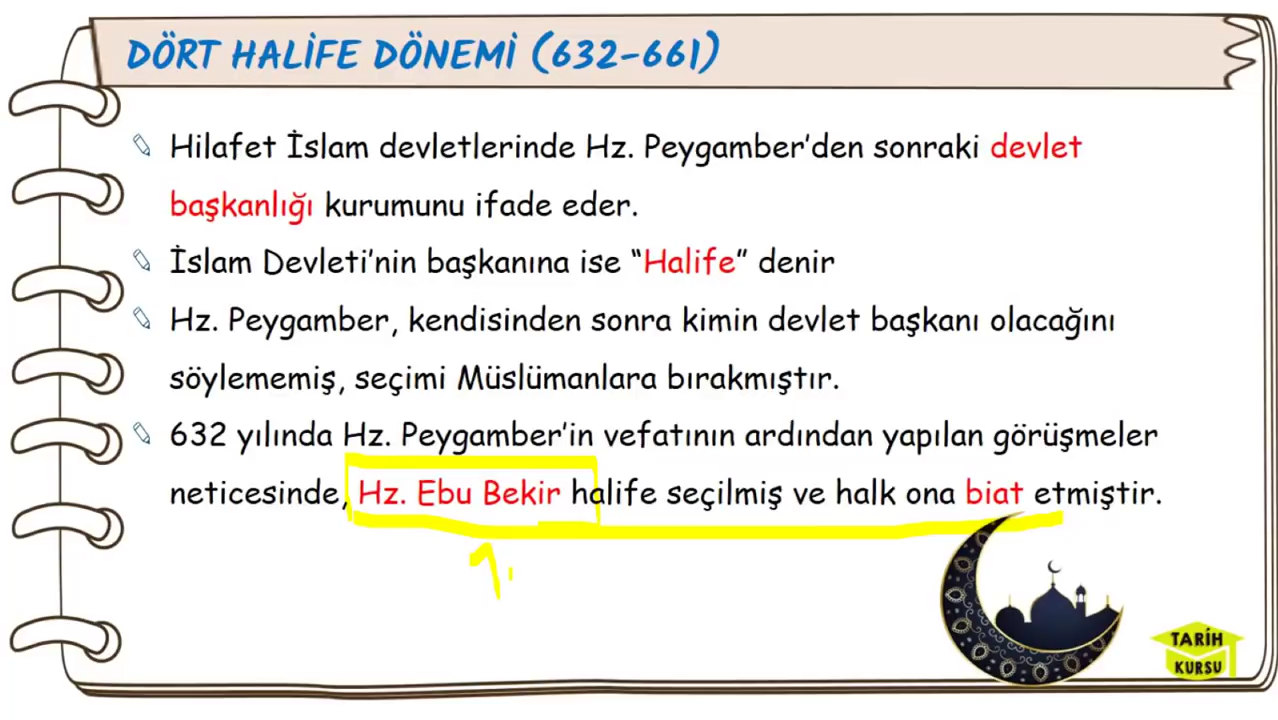 DÖRT HALİFE DÖNEMİ (632-661)
Hilafet İslam devletlerinde Hz. Peygamber’den sonraki devlet
başkanlığı kurumunu ifade eder.
İslam Devleti’nin başkanına ise “Halife” denir
Hz. Peygamber, kendisinden sonra kimin devlet başkanı olacağını
söylememiş, seçimi Müslümanlara bırakmıştır.
632 yılında Hz. Peygamber’in vefatının ardından yapılan görüşmeler
neticesinde, Hz. Ebu Bekir halife seçilmiş ve halk ona biat etmiştir.
1.
TARİH
KURSU